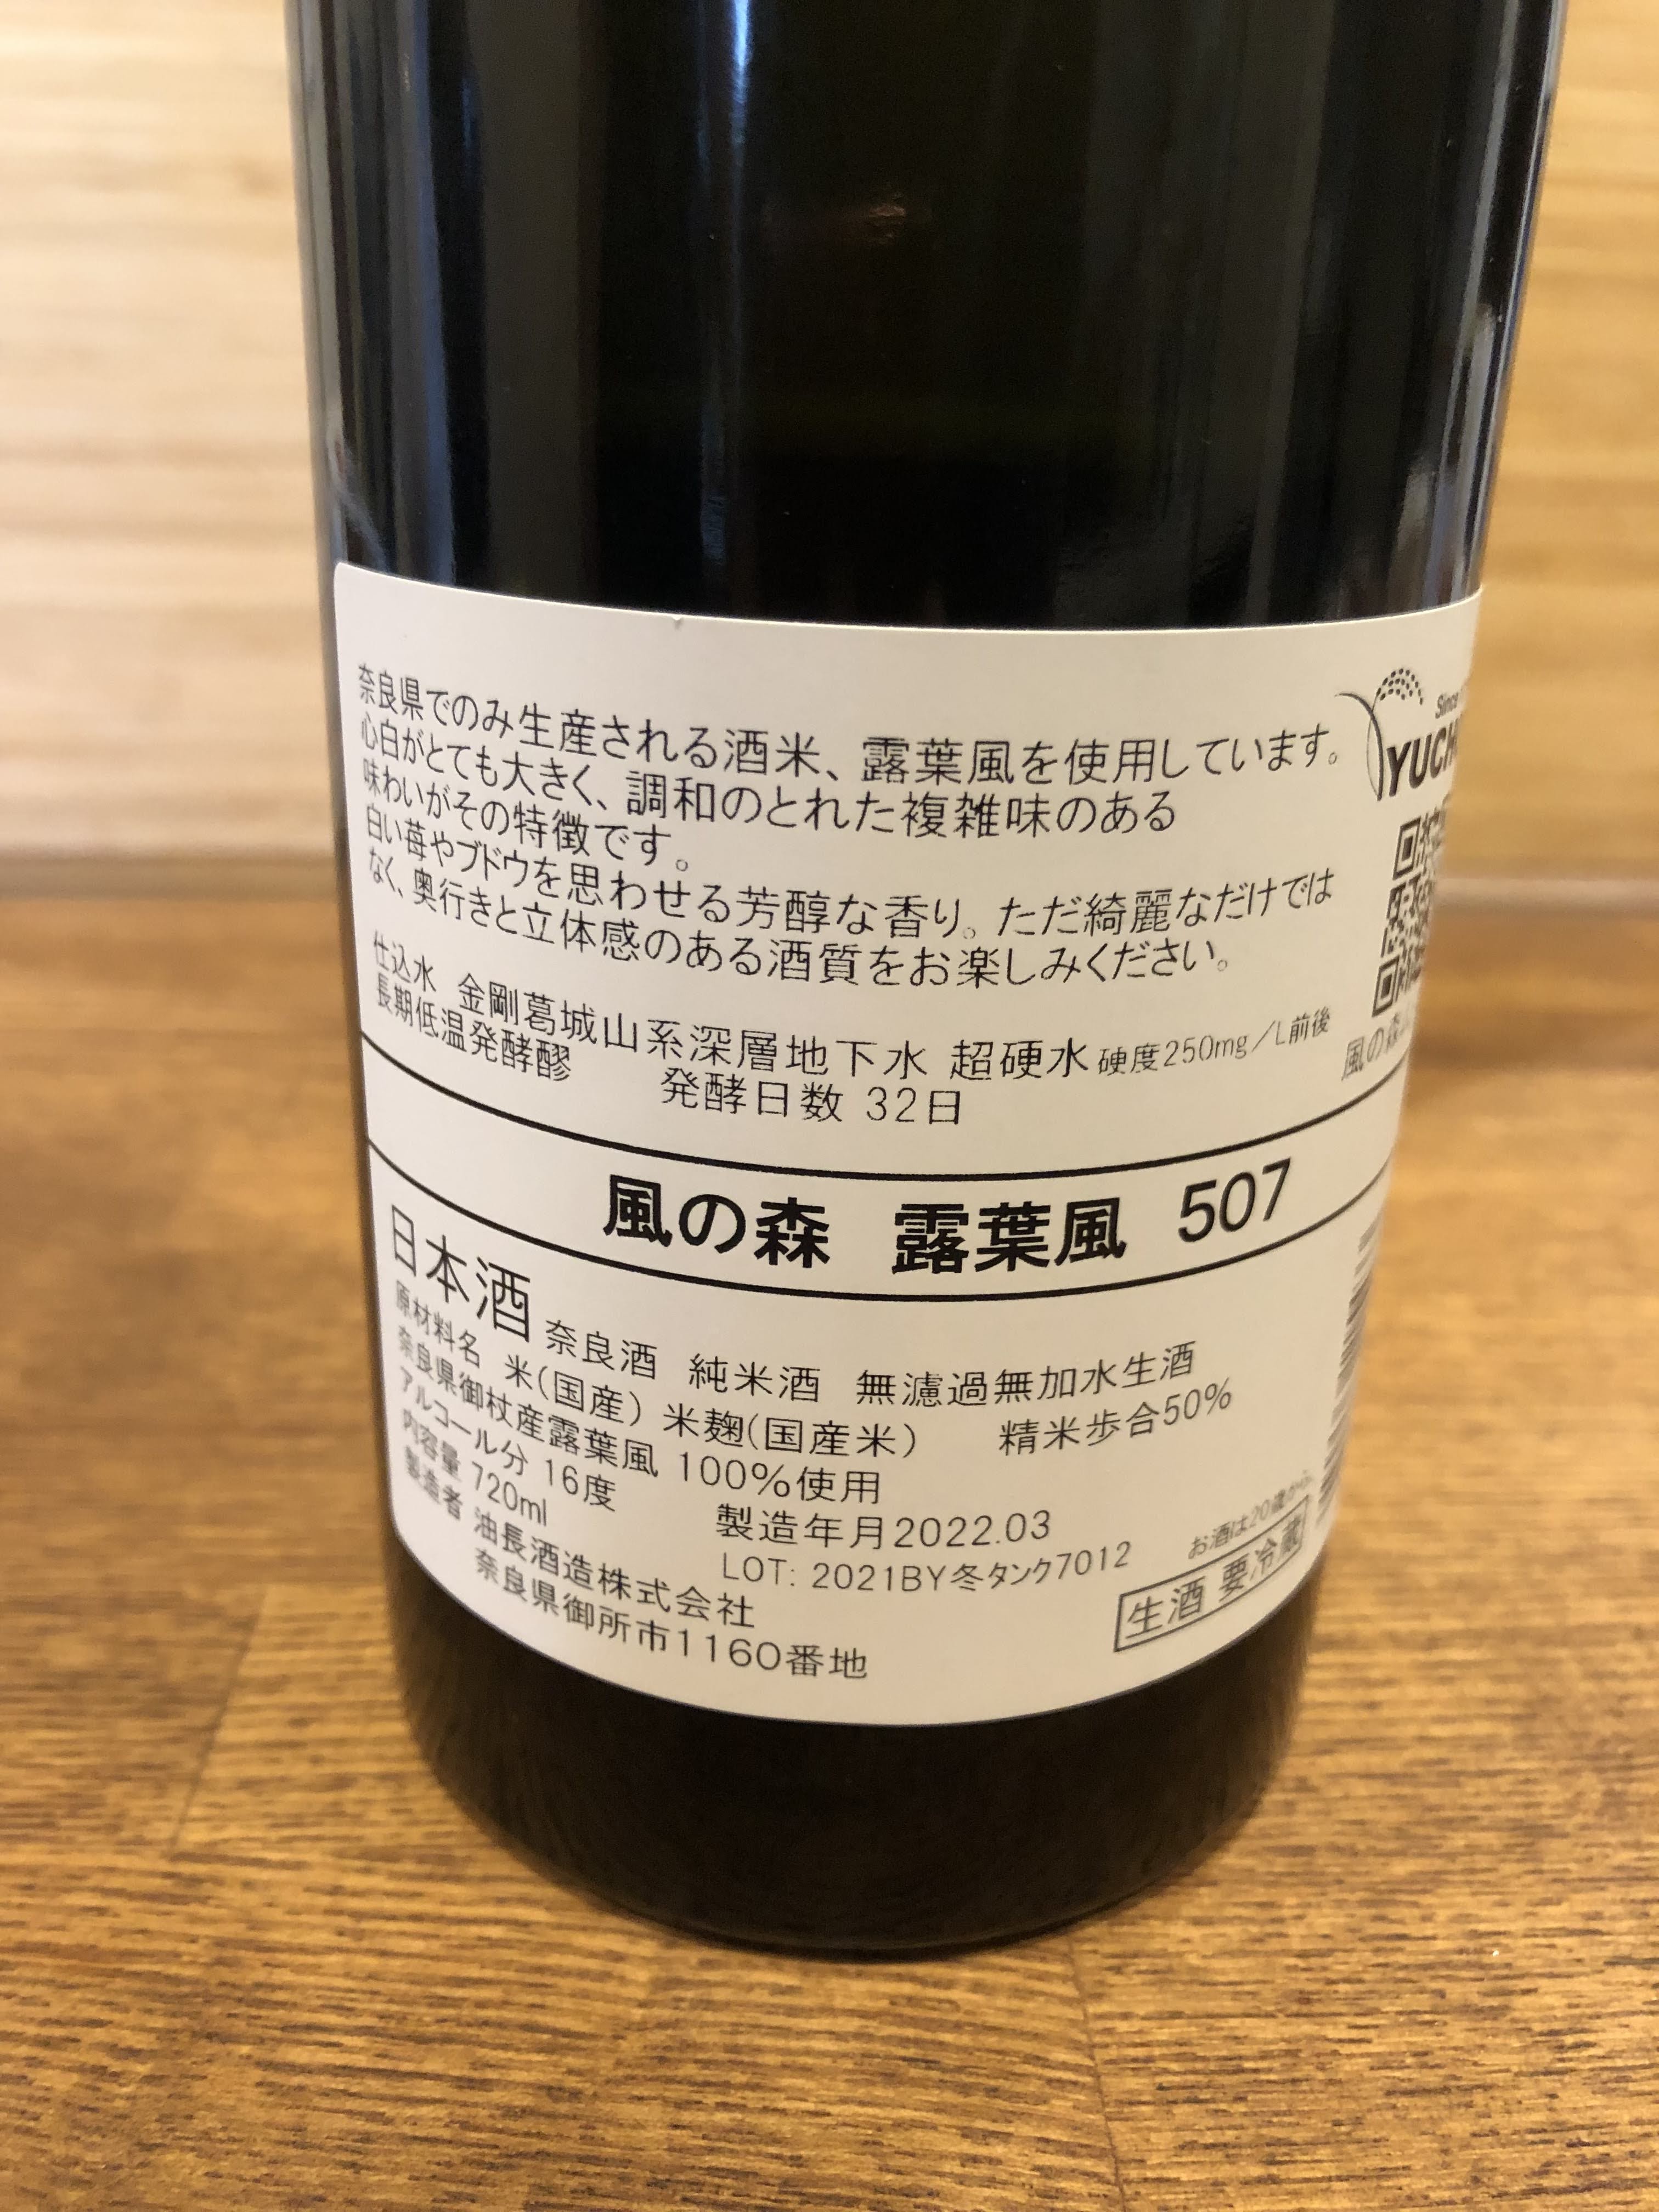 奈良県でのみ生産される酒米、露葉風を使用しています。
心白がとても大きく、調和のとれた複雑味のある
味わいがその特徴です。
白い苺やブドウを思わせる芳醇な香り。ただ綺麗なだけでは
なく、奥行きと立体感のある酒質をお楽しみください。
仕込水 金剛葛城山系深層地下水 超硬水 硬度250mg/L前後
長期低温発酵醪 発酵日数 32日
Since
風の森
風の森 露葉風 507
日本酒 奈良酒 純米酒 無濾過無加水生酒
原材料名 米(国産) 米麹(国産米) 精米歩合50%
奈良県御杖産露葉風 100%使用
アルコール分 16度
製造年月2022.03
内容量 720ml
LOT: 2021BY冬タンク7012
製造者 油長酒造株式会社
奈良県御所市1160番地
お酒は20歳から
生酒 要冷蔵